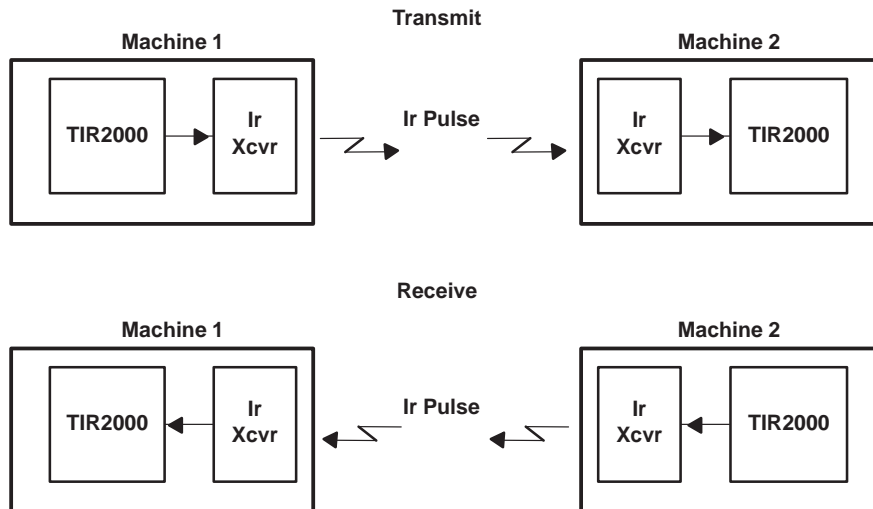 Transmit
Machine 1
Machine 2
TIR2000
Ir
Xcvr
Ir Pulse
Ir
Xcvr
TIR2000
Receive
Machine 1
Machine 2
TIR2000
Ir
Xcvr
Ir Pulse
Ir
Xcvr
TIR2000